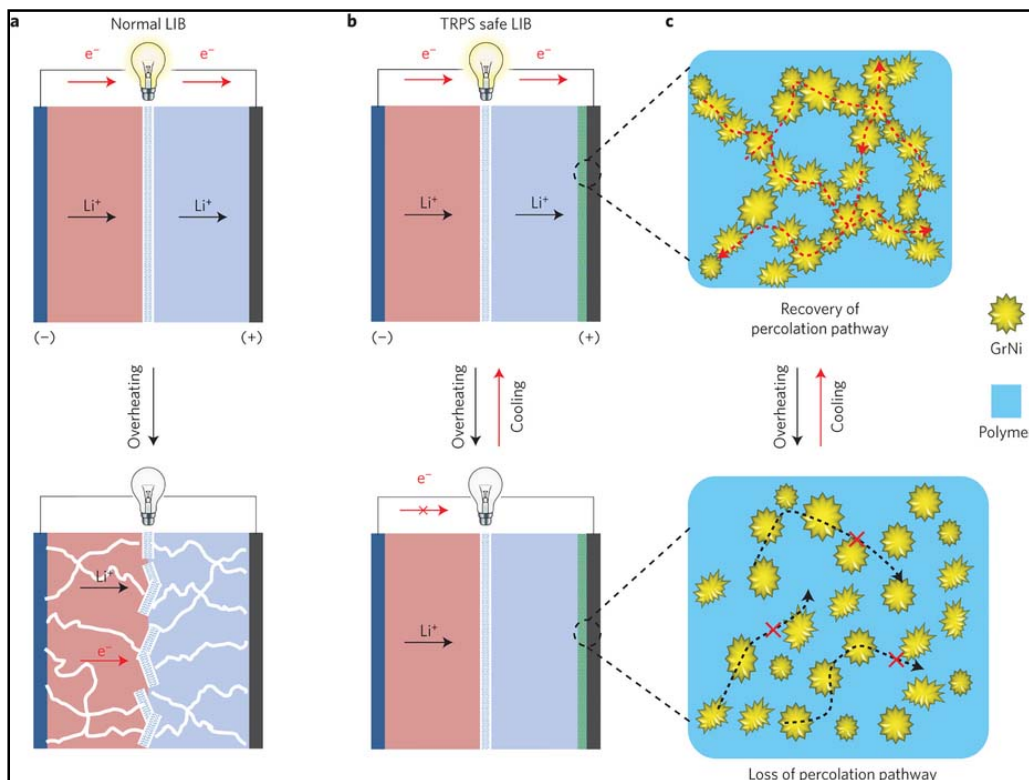 a
Normal LIB
e⁻
e⁻
Li⁺
Li⁺
(−)
(+)
Overheating
Li⁺
e⁻
b
TRPS safe LIB
e⁻
e⁻
Li⁺
Li⁺
(−)
(+)
Overheating
Cooling
e⁻
Li⁺
c
Recovery of
percolation pathway
Overheating
Cooling
Loss of percolation pathway
GrNi
Polyme